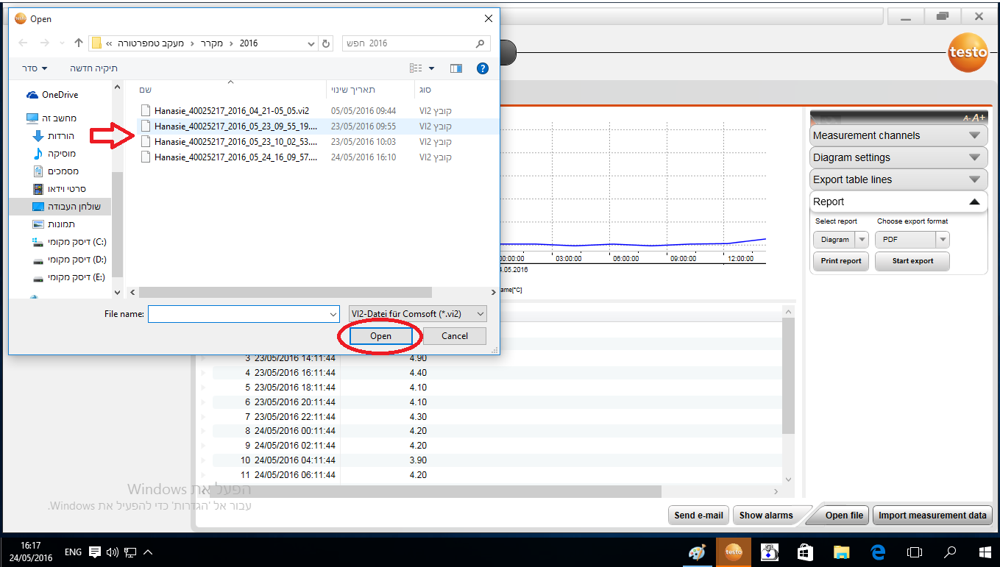 Open
« מעקב טמפרטורה › מקרר › 2016
חפש 2016
סדר
תיקיה חדשה
OneDrive
מחשב זה
הורדות
מוסיקה
מסמכים
סרטי וידאו
שולחן העבודה
תמונות
דיסק מקומי (C:)
דיסק מקומי (D:)
דיסק מקומי (E:)
שם תאריך שינוי סוג
Hanasie_40025217_2016_04_21-05_05.vi2 05/05/2016 09:44 קובץ VI2
Hanasie_40025217_2016_05_23_09_55_19.... 23/05/2016 09:55 קובץ VI2
Hanasie_40025217_2016_05_23_10_02_53.... 23/05/2016 10:03 קובץ VI2
Hanasie_40025217_2016_05_24_16_09_57.... 24/05/2016 16:10 קובץ VI2
File name:
VI2-Datei für Comsoft (*.vi2)
Open Cancel
testo
A- A+
Measurement channels
Diagram settings
Export table lines
Report
Select report Choose export format
Diagram PDF
Print report Start export
00:00:00 03:00:00 06:00:00 09:00:00 12:00:00
4.05.2016
ame[°C]
3 23/05/2016 14:11:44 4.90
4 23/05/2016 16:11:44 4.40
5 23/05/2016 18:11:44 4.10
6 23/05/2016 20:11:44 4.10
7 23/05/2016 22:11:44 4.30
8 24/05/2016 00:11:44 4.20
9 24/05/2016 02:11:44 4.20
10 24/05/2016 04:11:44 3.90
11 24/05/2016 06:11:44 4.20
הפעל את Windows
עבור אל 'הגדרות' כדי להפעיל את Windows.
Send e-mail Show alarms Open file Import measurement data
16:17
24/05/2016
ENG
testo